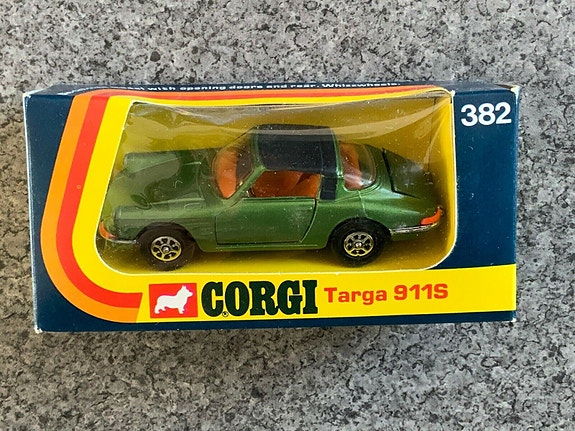 with opening doors and rear. Whizzwheels.
382
CORGI
Targa 911S